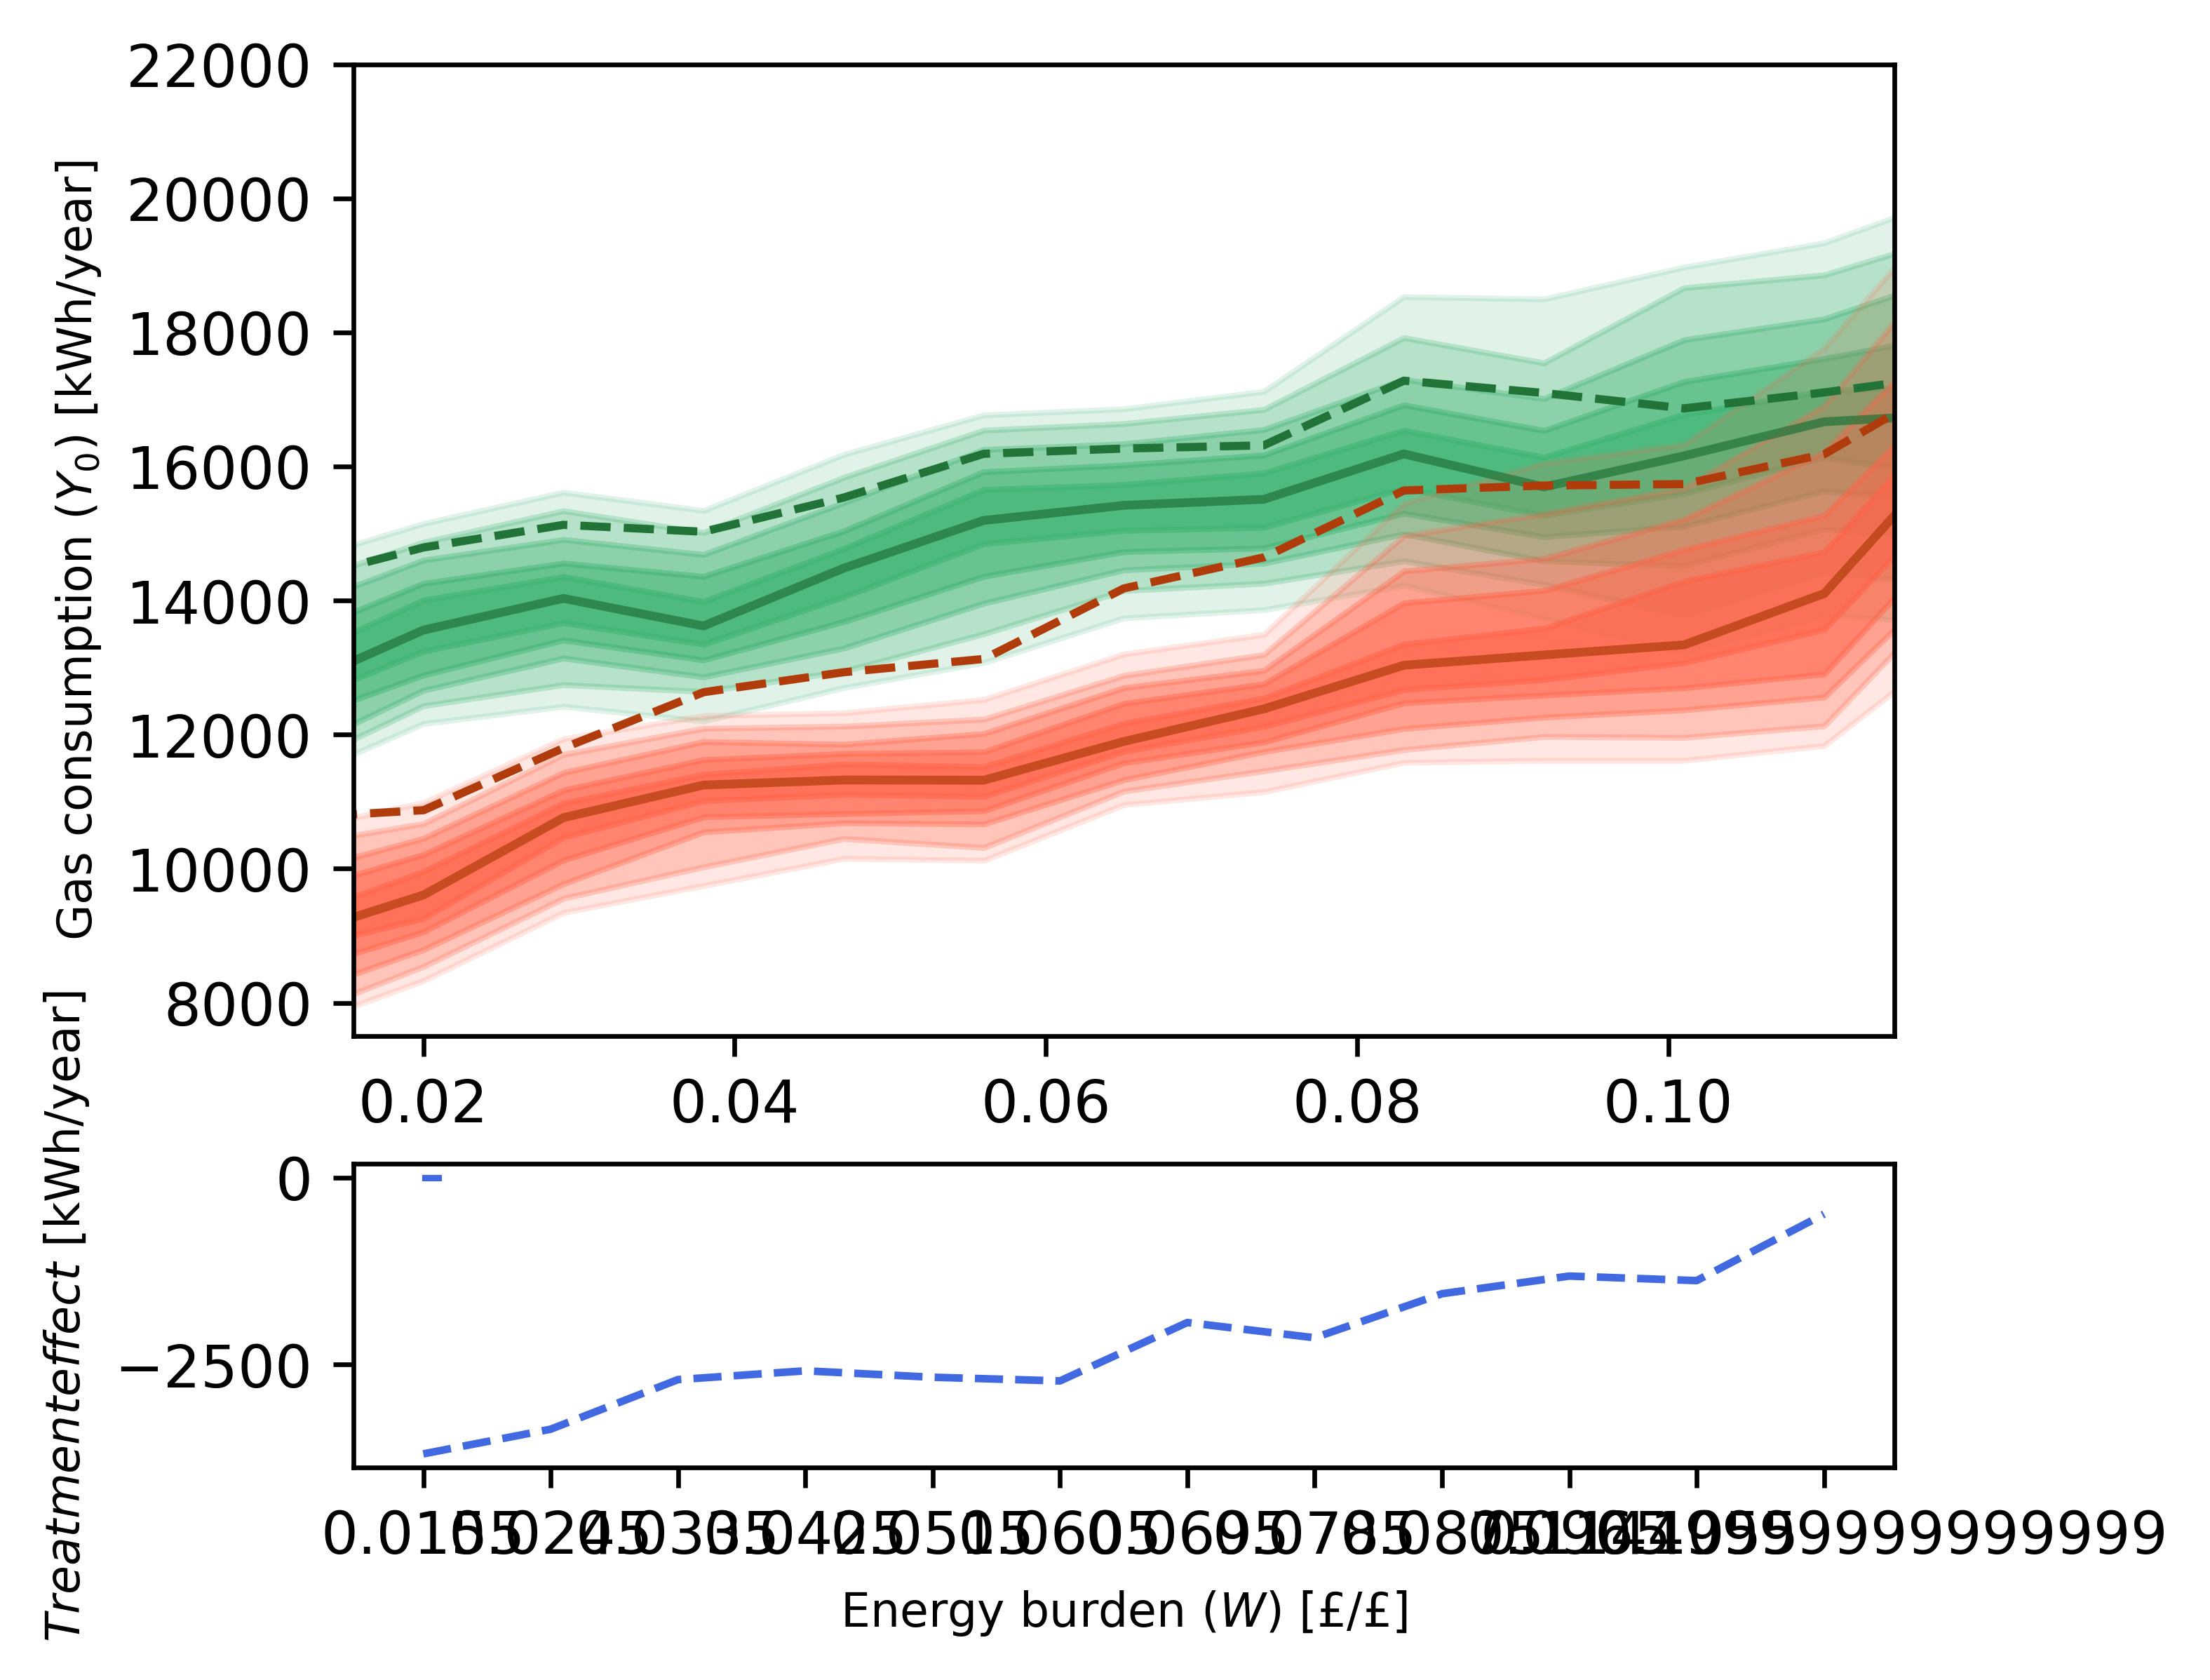 22000
20000
18000
16000
14000
12000
10000
8000
Gas consumption (Y₀) [kWh/year]
0.02 0.04 0.06 0.08 0.10
0
−2500
Treatmenteffect [kWh/year]
Energy burden (W) [£/£]